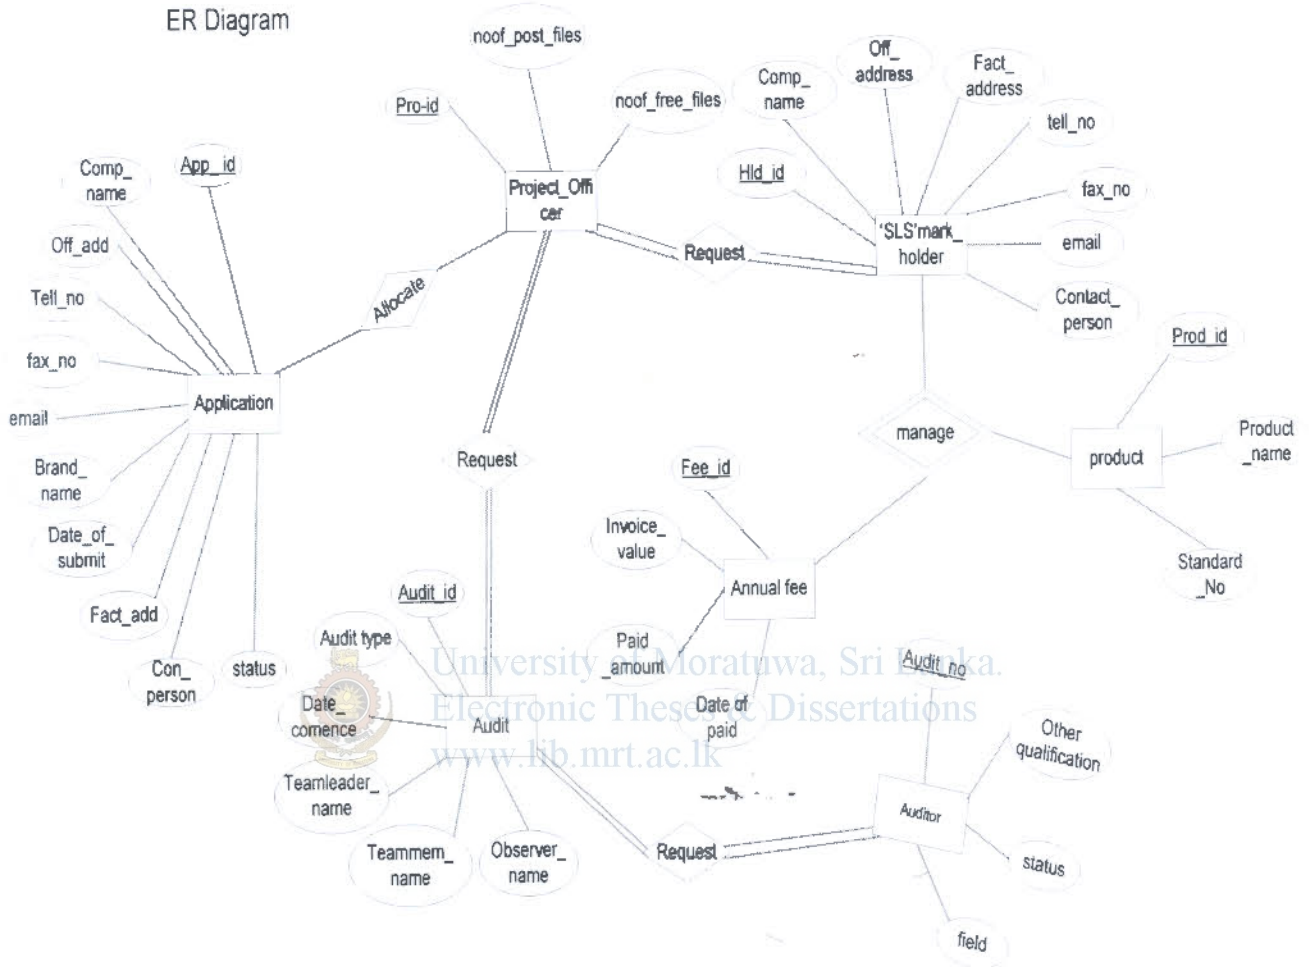 ER Diagram
noof_post_files
Pro-id
noof_free_files
Project_Offi
cer
Comp_
name
Off_
address
Fact_
address
tell_no
fax_no
email
Contact_
person
Hld_id
'SLS'mark_
holder
Request
Comp_
name
App_id
Off_add
Tell_no
fax_no
email
Application
Brand_
name
Date_of_
submit
Fact_add
Con_
person
status
Allocate
Request
manage
Prod_id
product
Product
_name
Standard
_No
Fee_id
Invoice_
value
Annual fee
Paid
_amount
Date of
paid
Audit_id
Audit type
Date_
comence
Audit
Teamleader_
name
Teammem_
name
Observer_
name
Request
Audit_no
Other
qualification
Auditor
status
field
University of Moratuwa, Sri Lanka.
Electronic Theses & Dissertations
www.lib.mrt.ac.lk